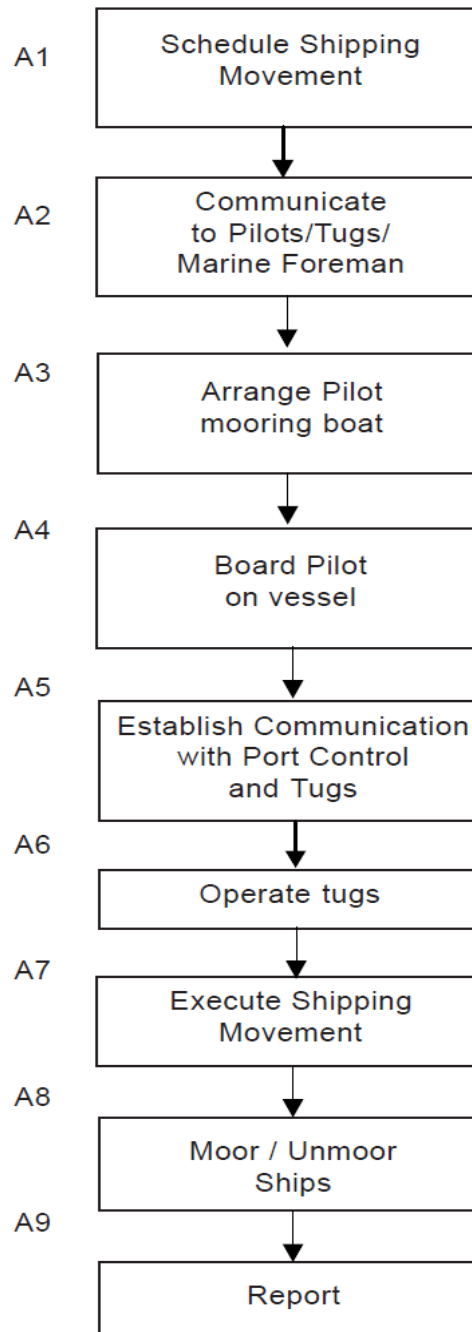 A1
Schedule Shipping
Movement
A2
Communicate
to Pilots/Tugs/
Marine Foreman
A3
Arrange Pilot
mooring boat
A4
Board Pilot
on vessel
A5
Establish Communication
with Port Control
and Tugs
A6
Operate tugs
A7
Execute Shipping
Movement
A8
Moor / Unmoor
Ships
A9
Report